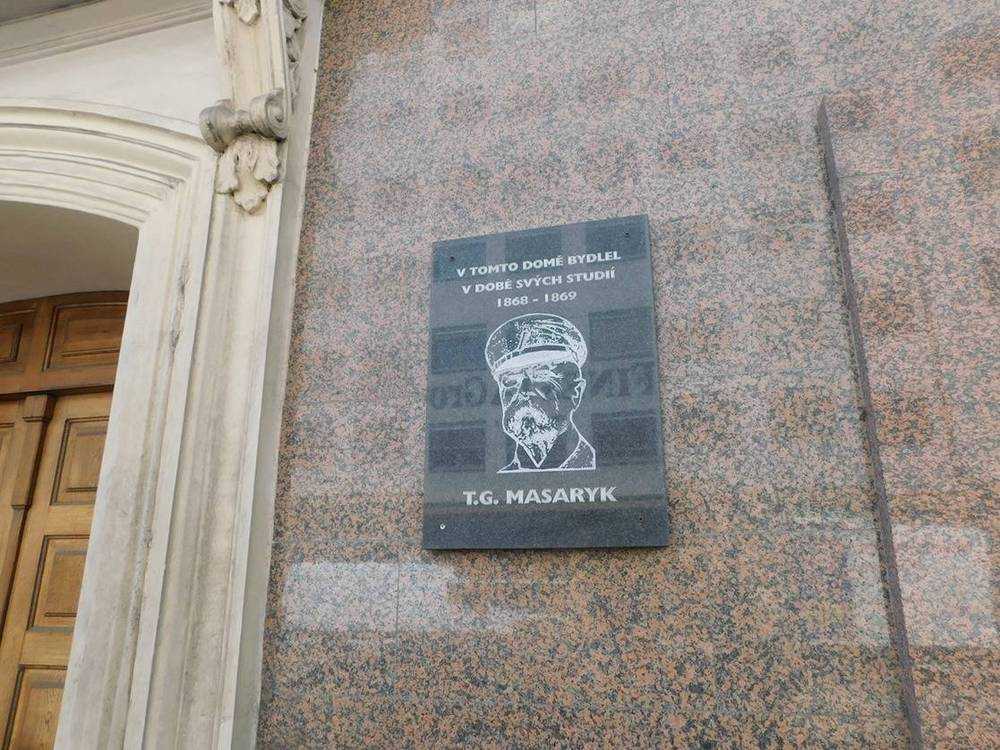 V TOMTO DOMĚ BYDLEL
V DOBĚ SVÝCH STUDIÍ
1868 - 1869
T.G. MASARYK